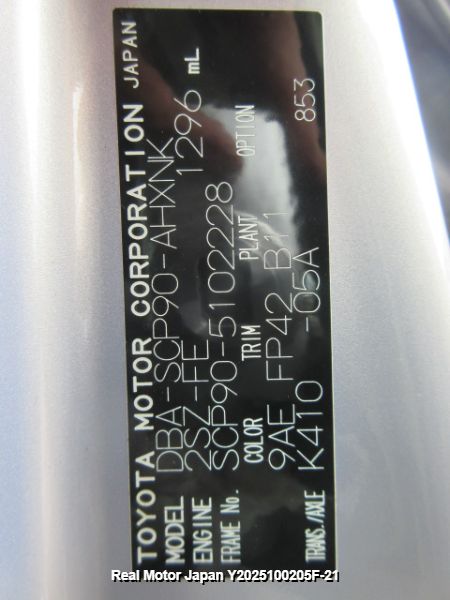 TOYOTA MOTOR CORPORATION JAPAN
MODEL DBA-SCP90-AHXNK
ENGINE 2SZ-FE 1296 mL
FRAME No. SCP90-5102228
COLOR TRIM PLANT OPTION
9AE FP42 B11 853
TRANS./AXLE K410 -05A
Real Motor Japan Y2025100205F-21